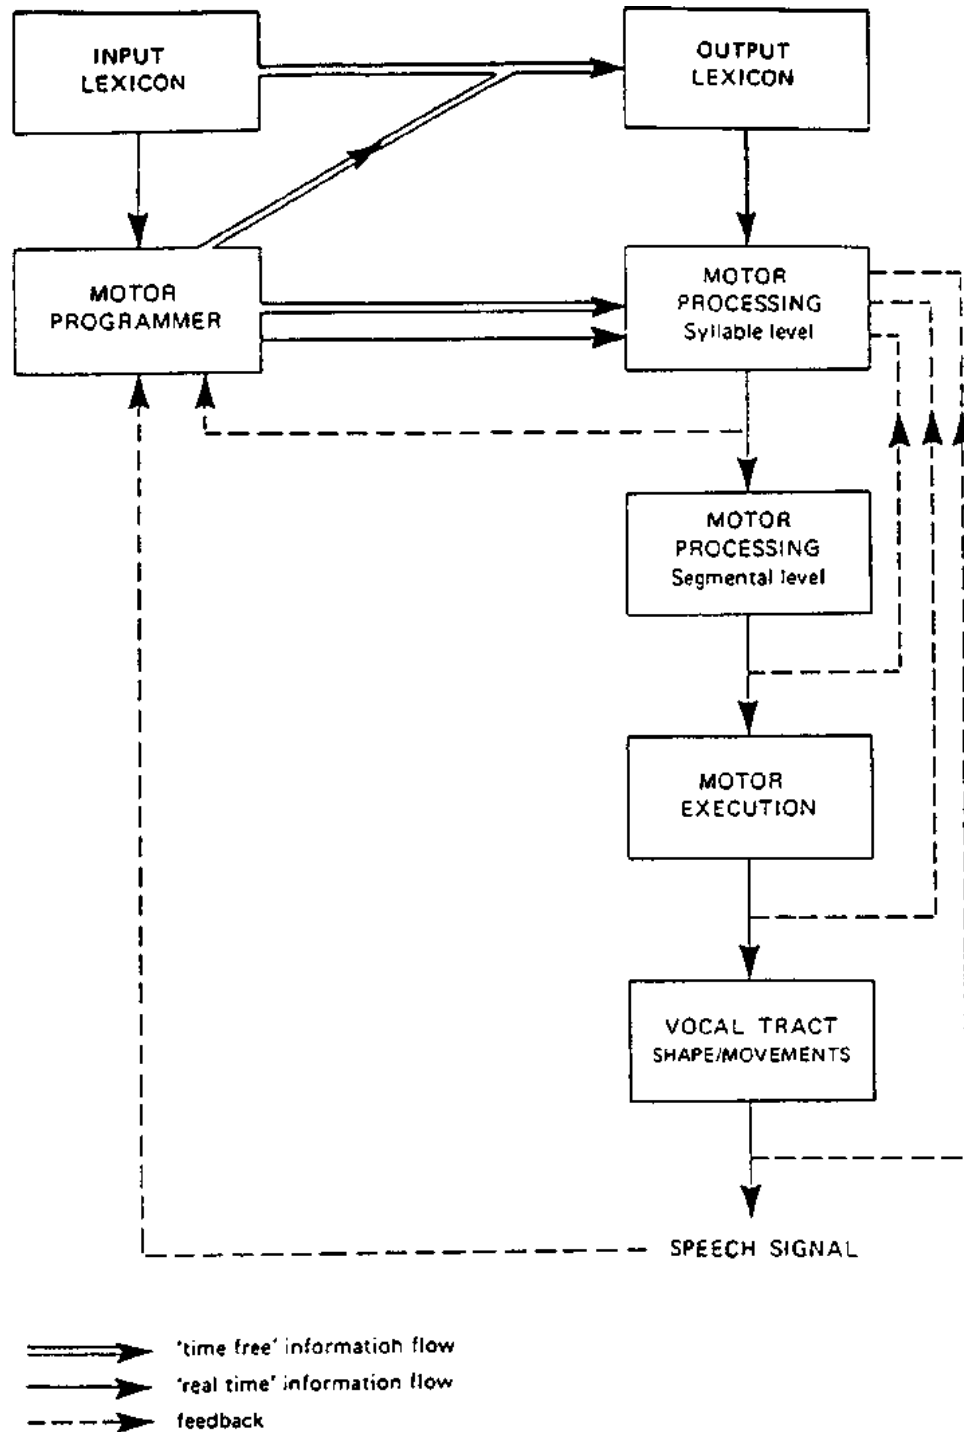 INPUT
LEXICON
OUTPUT
LEXICON
MOTOR
PROGRAMMER
MOTOR
PROCESSING
Syllable level
MOTOR
PROCESSING
Segmental level
MOTOR
EXECUTION
VOCAL TRACT
SHAPE/MOVEMENTS
SPEECH SIGNAL
'time free' information flow
'real time' information flow
feedback